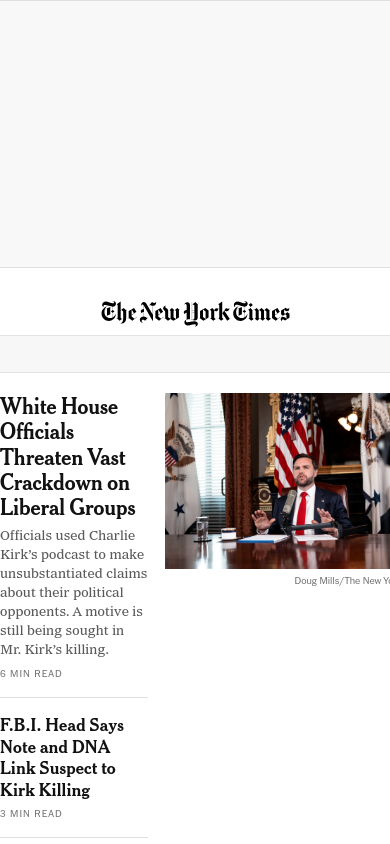 The New York Times
White House
Officials
Threaten Vast
Crackdown on
Liberal Groups
Officials used Charlie
Kirk’s podcast to make
unsubstantiated claims
about their political
opponents. A motive is
still being sought in
Mr. Kirk’s killing.
6 MIN READ
Doug Mills/The New Yo
F.B.I. Head Says
Note and DNA
Link Suspect to
Kirk Killing
3 MIN READ